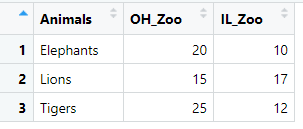 Animals OH_Zoo IL_Zoo
1 Elephants 20 10
2 Lions 15 17
3 Tigers 25 12